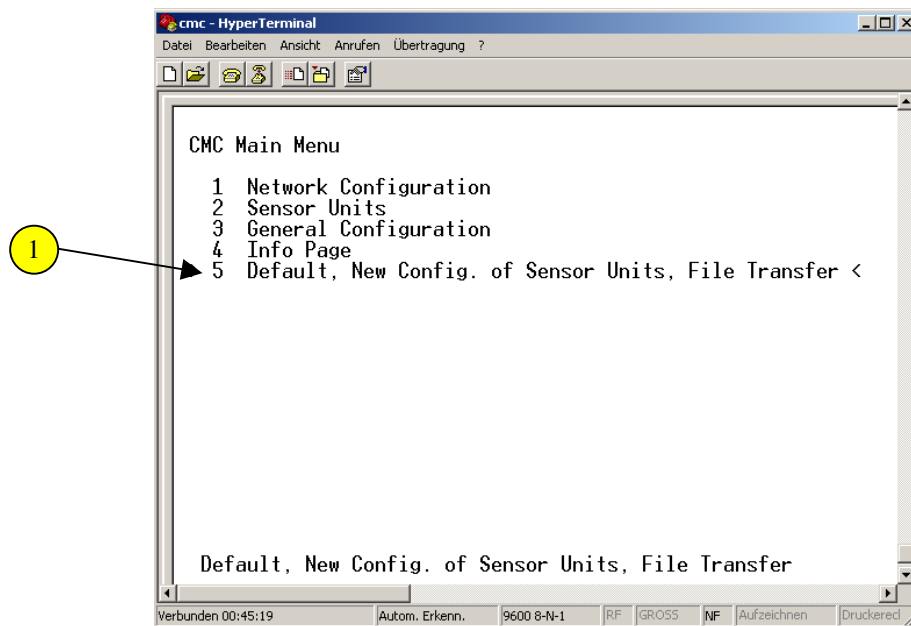 cmc - HyperTerminal
Datei Bearbeiten Ansicht Anrufen Übertragung ?
CMC Main Menu
1 Network Configuration
2 Sensor Units
3 General Configuration
4 Info Page
1
5 Default, New Config. of Sensor Units, File Transfer <
Default, New Config. of Sensor Units, File Transfer
Verbunden 00:45:19 Autom. Erkenn. 9600 8-N-1 RF GROSS NF Aufzeichnen